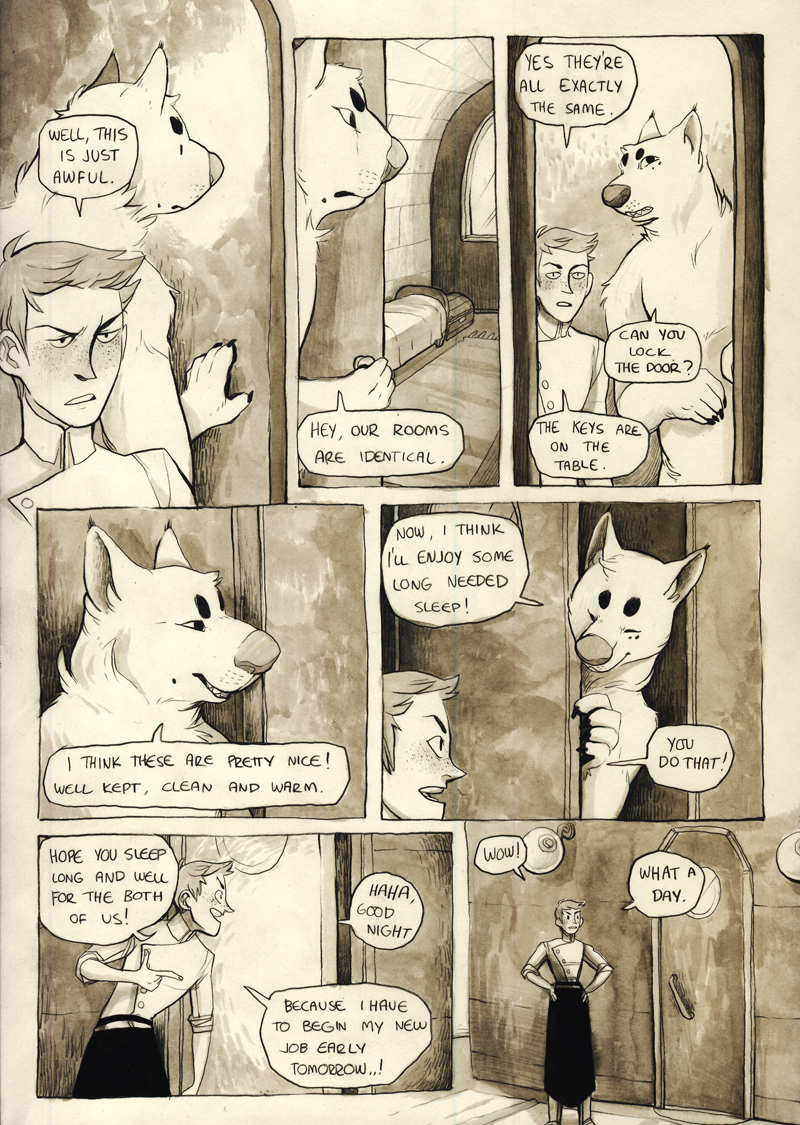 WELL, THIS
IS JUST
AWFUL.
HEY, OUR ROOMS
ARE IDENTICAL.
YES THEY'RE
ALL EXACTLY
THE SAME.
CAN YOU
LOCK
THE DOOR?
THE KEYS ARE
ON THE
TABLE.
I THINK THESE ARE PRETTY NICE!
WELL KEPT, CLEAN AND WARM.
NOW, I THINK
I'LL ENJOY SOME
LONG NEEDED
SLEEP!
YOU
DO THAT!
HOPE YOU SLEEP
LONG AND WELL
FOR THE BOTH
OF US!
HAHA,
GOOD
NIGHT
BECAUSE I HAVE
TO BEGIN MY NEW
JOB EARLY
TOMORROW..!
WOW!
WHAT A
DAY.